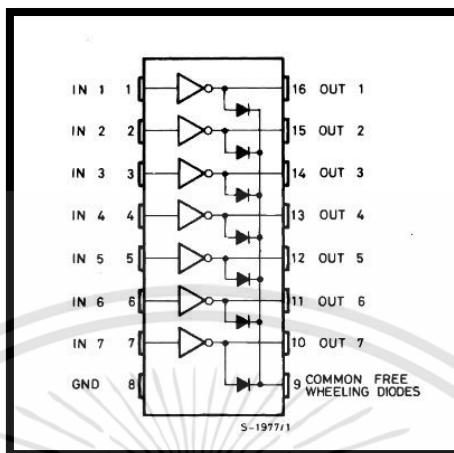 IN 1 1 16 OUT 1
IN 2 2 15 OUT 2
IN 3 3 14 OUT 3
IN 4 4 13 OUT 4
IN 5 5 12 OUT 5
IN 6 6 11 OUT 6
IN 7 7 10 OUT 7
GND 8 9 COMMON FREE
WHEELING DIODES
S-1977/1